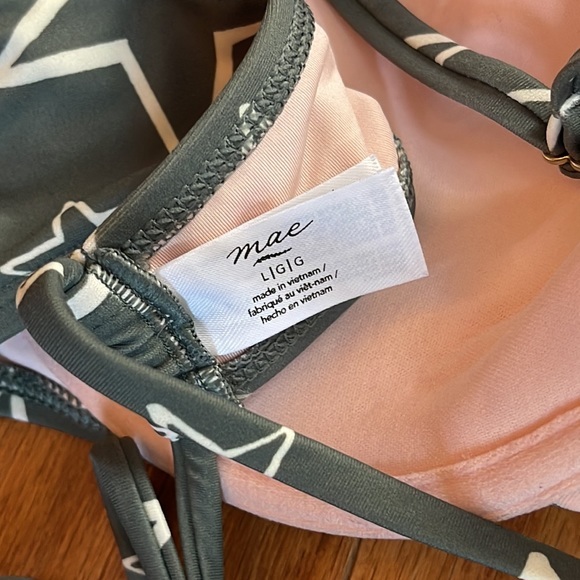 mae
L|G|G
made in vietnam /
fabriqué au viêt-nam /
hecho en vietnam